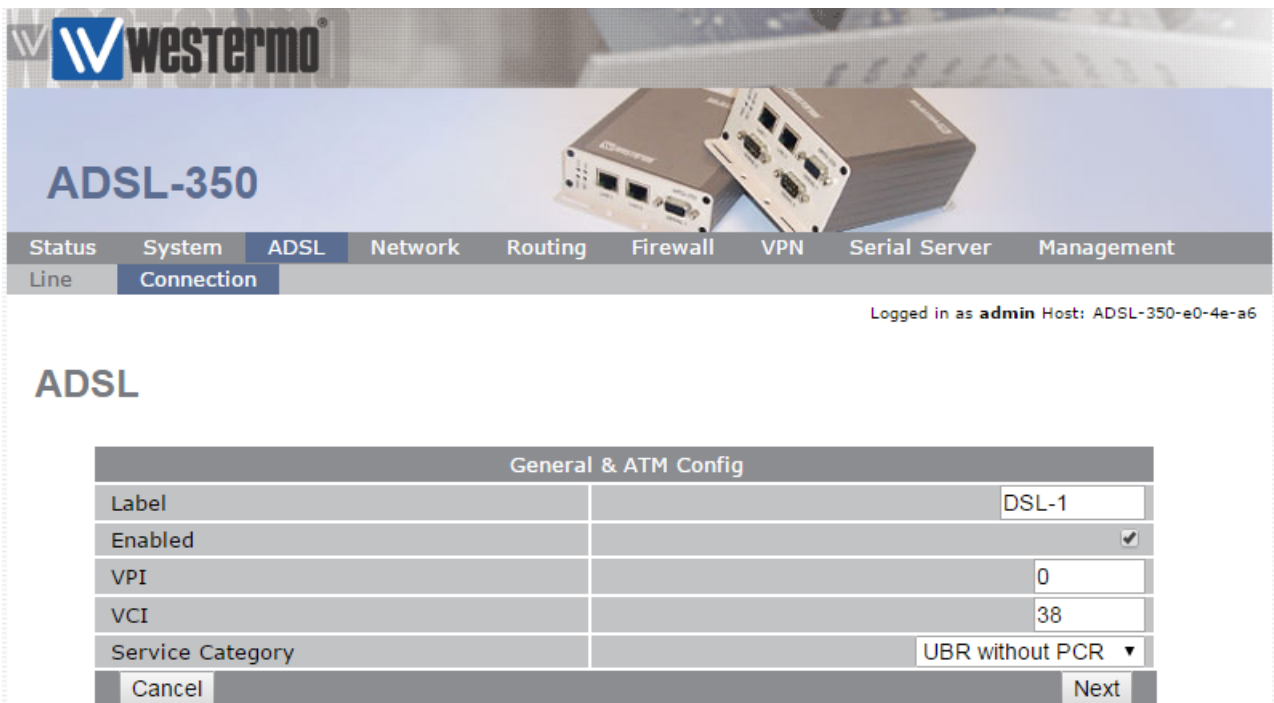 westermo®
ADSL-350
Status System ADSL Network Routing Firewall VPN Serial Server Management
Line Connection
Logged in as admin Host: ADSL-350-e0-4e-a6
ADSL
General & ATM Config
Label DSL-1
Enabled
VPI 0
VCI 38
Service Category UBR without PCR
Cancel Next